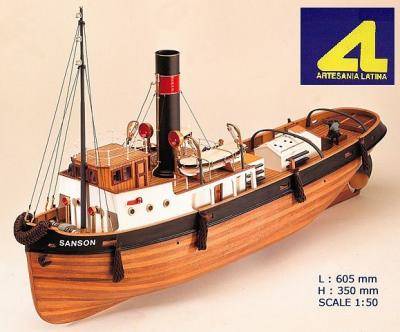 ARTESANIA LATINA
SANSON
L : 605 mm
H : 350 mm
SCALE 1:50